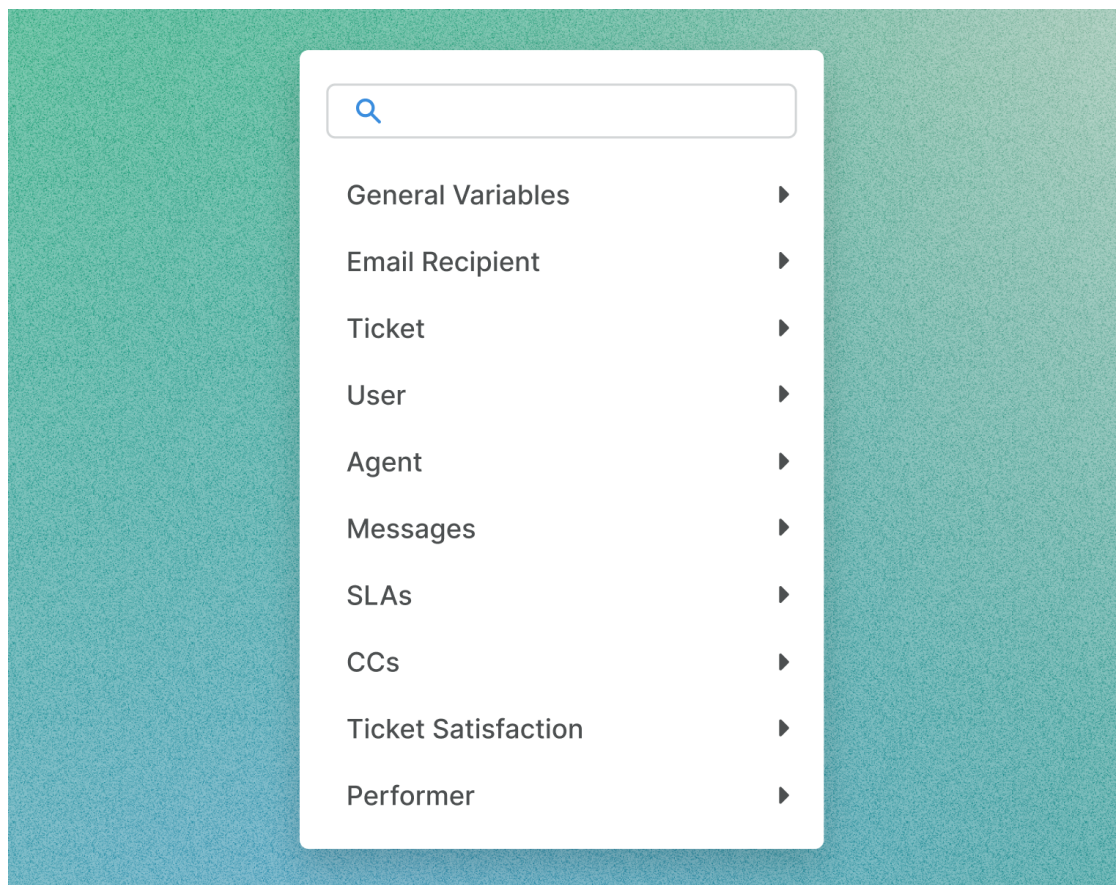 General Variables
Email Recipient
Ticket
User
Agent
Messages
SLAs
CCs
Ticket Satisfaction
Performer